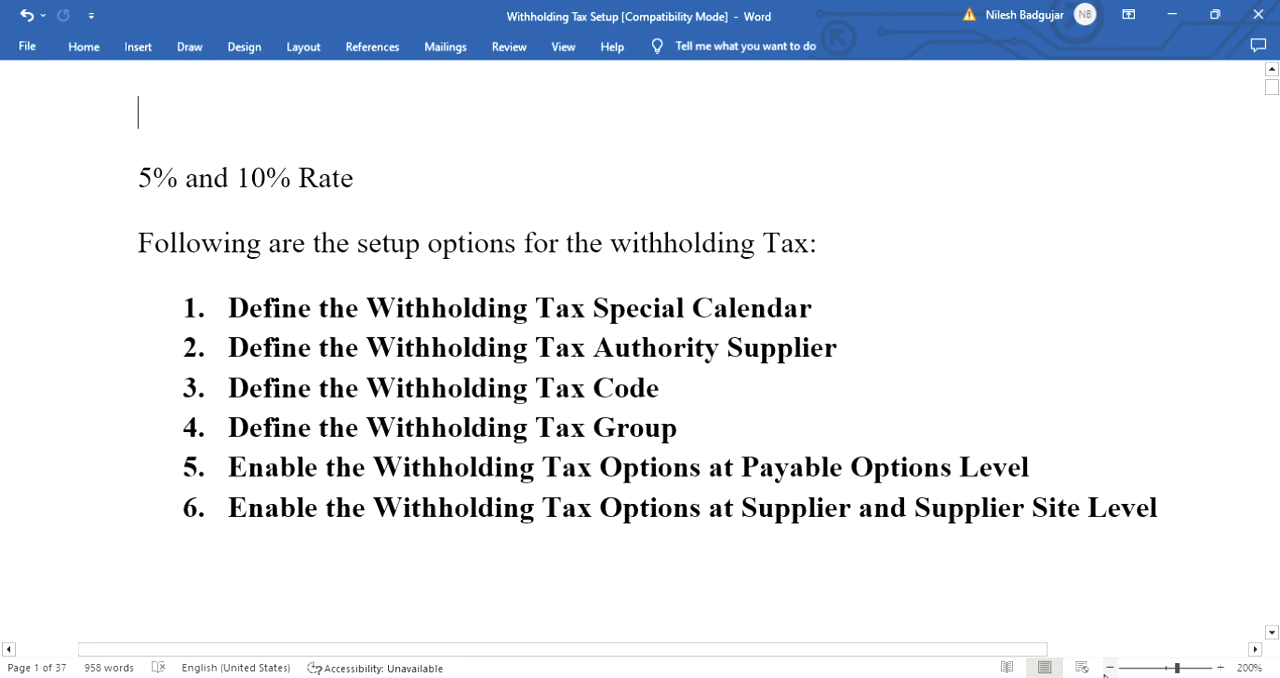 Withholding Tax Setup [Compatibility Mode] - Word
Nilesh Badgujar NB
File Home Insert Draw Design Layout References Mailings Review View Help Tell me what you want to do
5% and 10% Rate
Following are the setup options for the withholding Tax:
1. Define the Withholding Tax Special Calendar
2. Define the Withholding Tax Authority Supplier
3. Define the Withholding Tax Code
4. Define the Withholding Tax Group
5. Enable the Withholding Tax Options at Payable Options Level
6. Enable the Withholding Tax Options at Supplier and Supplier Site Level
Page 1 of 37 958 words English (United States) Accessibility: Unavailable 200%